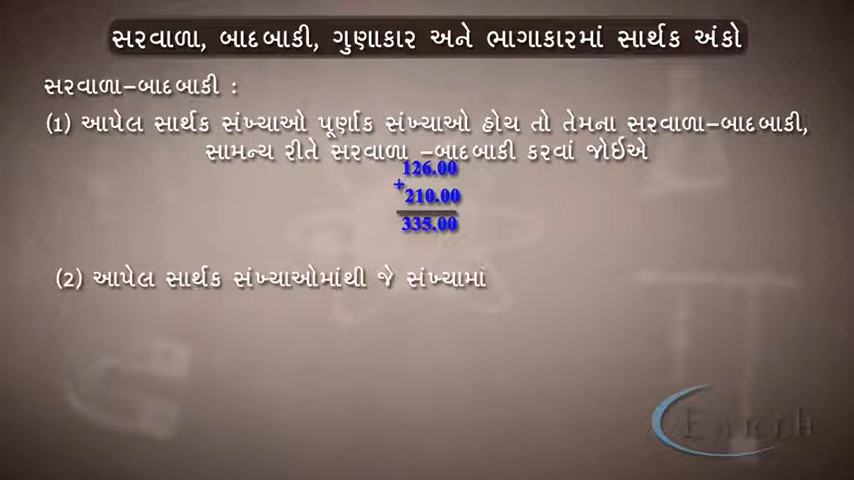 સરવાળા, બાદબાકી, ગુણાકાર અને ભાગાકારમાં સાર્થક અંકો
સરવાળા-બાદબાકી :
(1) આપેલ સાર્થક સંખ્યાઓ પૂર્ણાક સંખ્યાઓ હોય તો તેમના સરવાળા-બાદબાકી,
સામન્ય રીતે સરવાળા -બાદબાકી કરવાં જોઈએ
126.00
+
210.00
335.00
(2) આપેલ સાર્થક સંખ્યાઓમાંથી જે સંખ્યામાં
EARTH